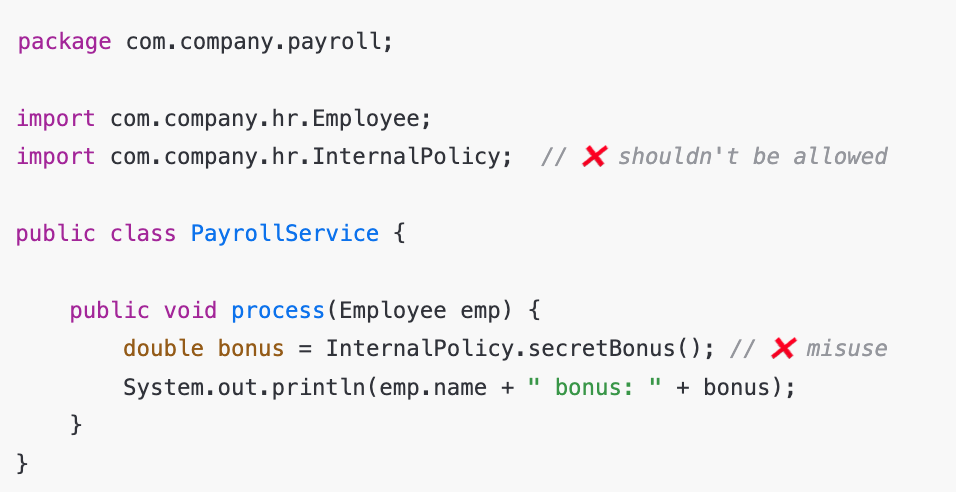 package com.company.payroll;
import com.company.hr.Employee;
import com.company.hr.InternalPolicy;  // ❌ shouldn't be allowed
public class PayrollService {
    public void process(Employee emp) {
        double bonus = InternalPolicy.secretBonus(); // ❌ misuse
        System.out.println(emp.name + " bonus: " + bonus);
    }
}